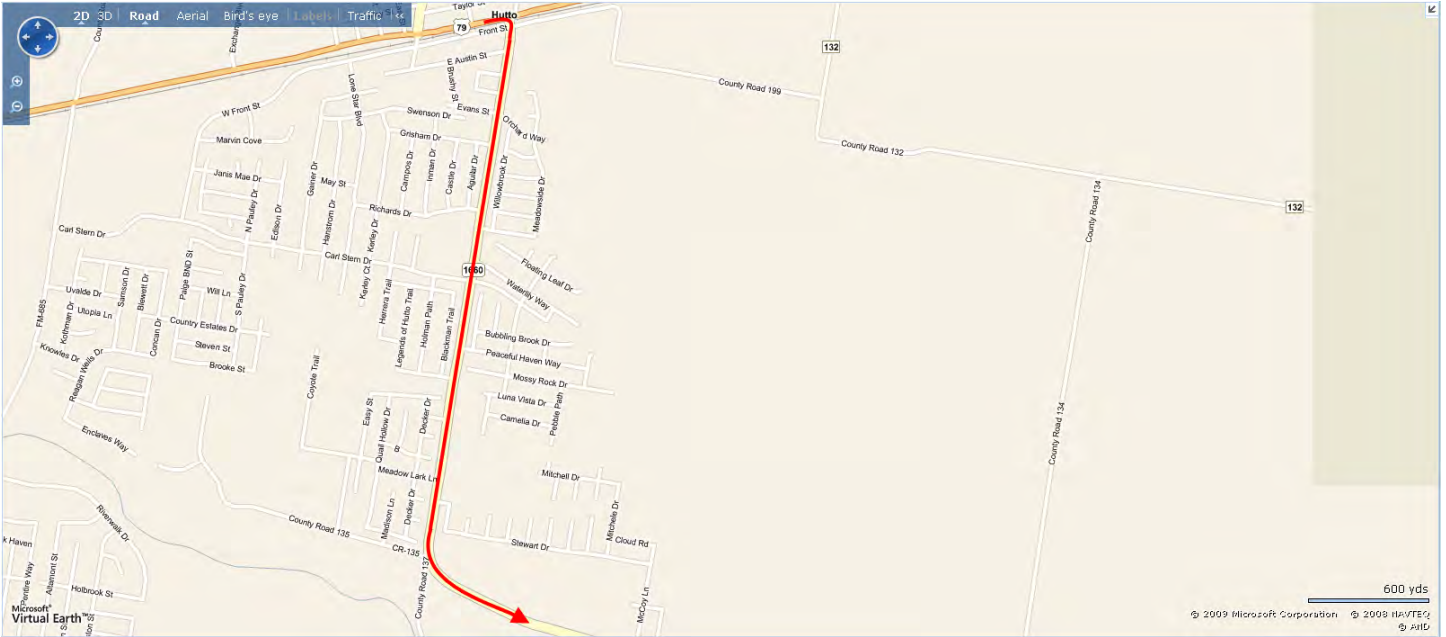 2D 3D Road Aerial Bird's eye Labels Traffic «
Taylor St
Hutto
79
Front St
132
E Austin St
County Road 199
Lone Star Blvd
E Brushy St
W Front St
Swenson Dr
Evans St
Orchard Way
Marvin Cove
Grisham Dr
County Road 132
Janis Mae Dr
Gainer Dr
May St
Campos Dr
Inman Dr
Castle Dr
Aguilar Dr
Willowbrook Dr
Meadowside Dr
County Road 134
132
N Pauley Dr
Edison Dr
Hanstrom Dr
Richards Dr
Kerley Dr
Carl Stern Dr
Carl Stern Dr
1660
Floating Leaf Dr
Waterlily Way
Paige BND St
Samson Dr
Blewett Dr
Will Ln
S Pauley Dr
Kerley Ct
Herrera Trail
Legends of Hutto Trail
Holman Path
Blackman Trail
Uvalde Dr
Utopia Ln
FM-685
Kothman Dr
Country Estates Dr
Concan Dr
Steven St
Brooke St
Bubbling Brook Dr
Peaceful Haven Way
Mossy Rock Dr
Knowles Dr
Reagan Wells Dr
Coyote Trail
Luna Vista Dr
Camelia Dr
Pebble Path
Easy St
Quail Hollow Dr
Decker Dr
County Road 134
Enclaves Way
Meadow Lark Ln
Mitchell Dr
Madison Ln
Decker Dr
Mitchele Dr
Riverwalk Dr
County Road 135
CR-135
Stewart Dr
Cloud Rd
k Haven
Pentire Way
Altamont St
Holbrook St
County Road 137
McCoy Ln
600 yds
Microsoft®
Virtual Earth™
© 2009 Microsoft Corporation © 2008 NAVTEQ
© AND